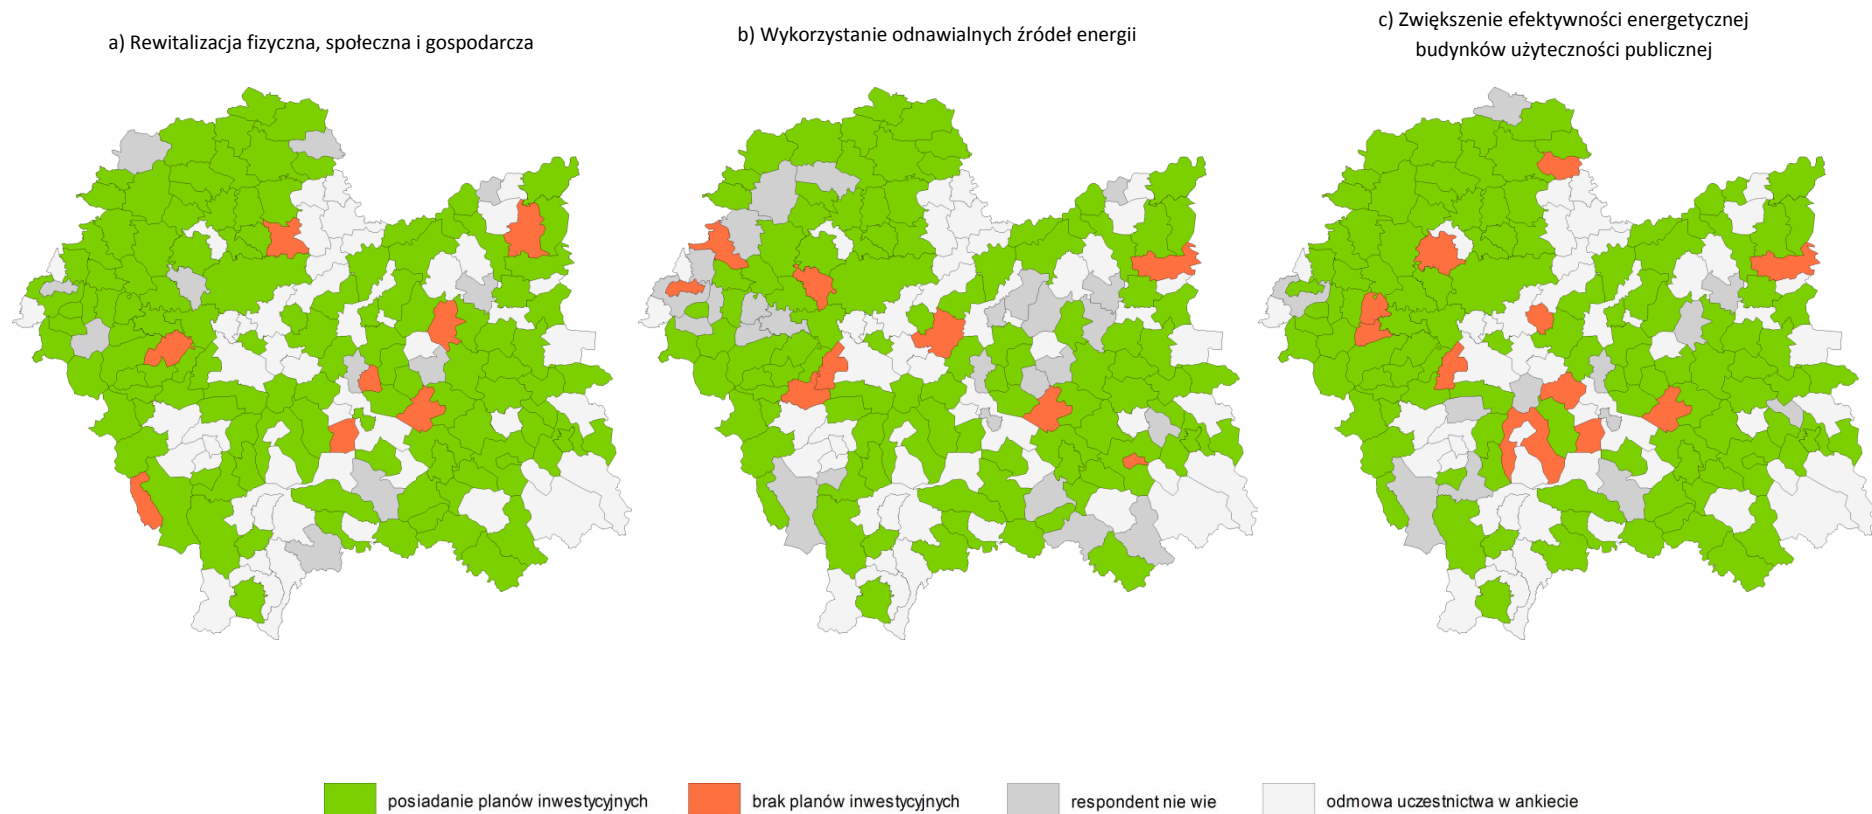 a) Rewitalizacja fizyczna, społeczna i gospodarcza
b) Wykorzystanie odnawialnych źródeł energii
c) Zwiększenie efektywności energetycznej
budynków użyteczności publicznej
posiadanie planów inwestycyjnych
brak planów inwestycyjnych
respondent nie wie
odmowa uczestnictwa w ankiecie